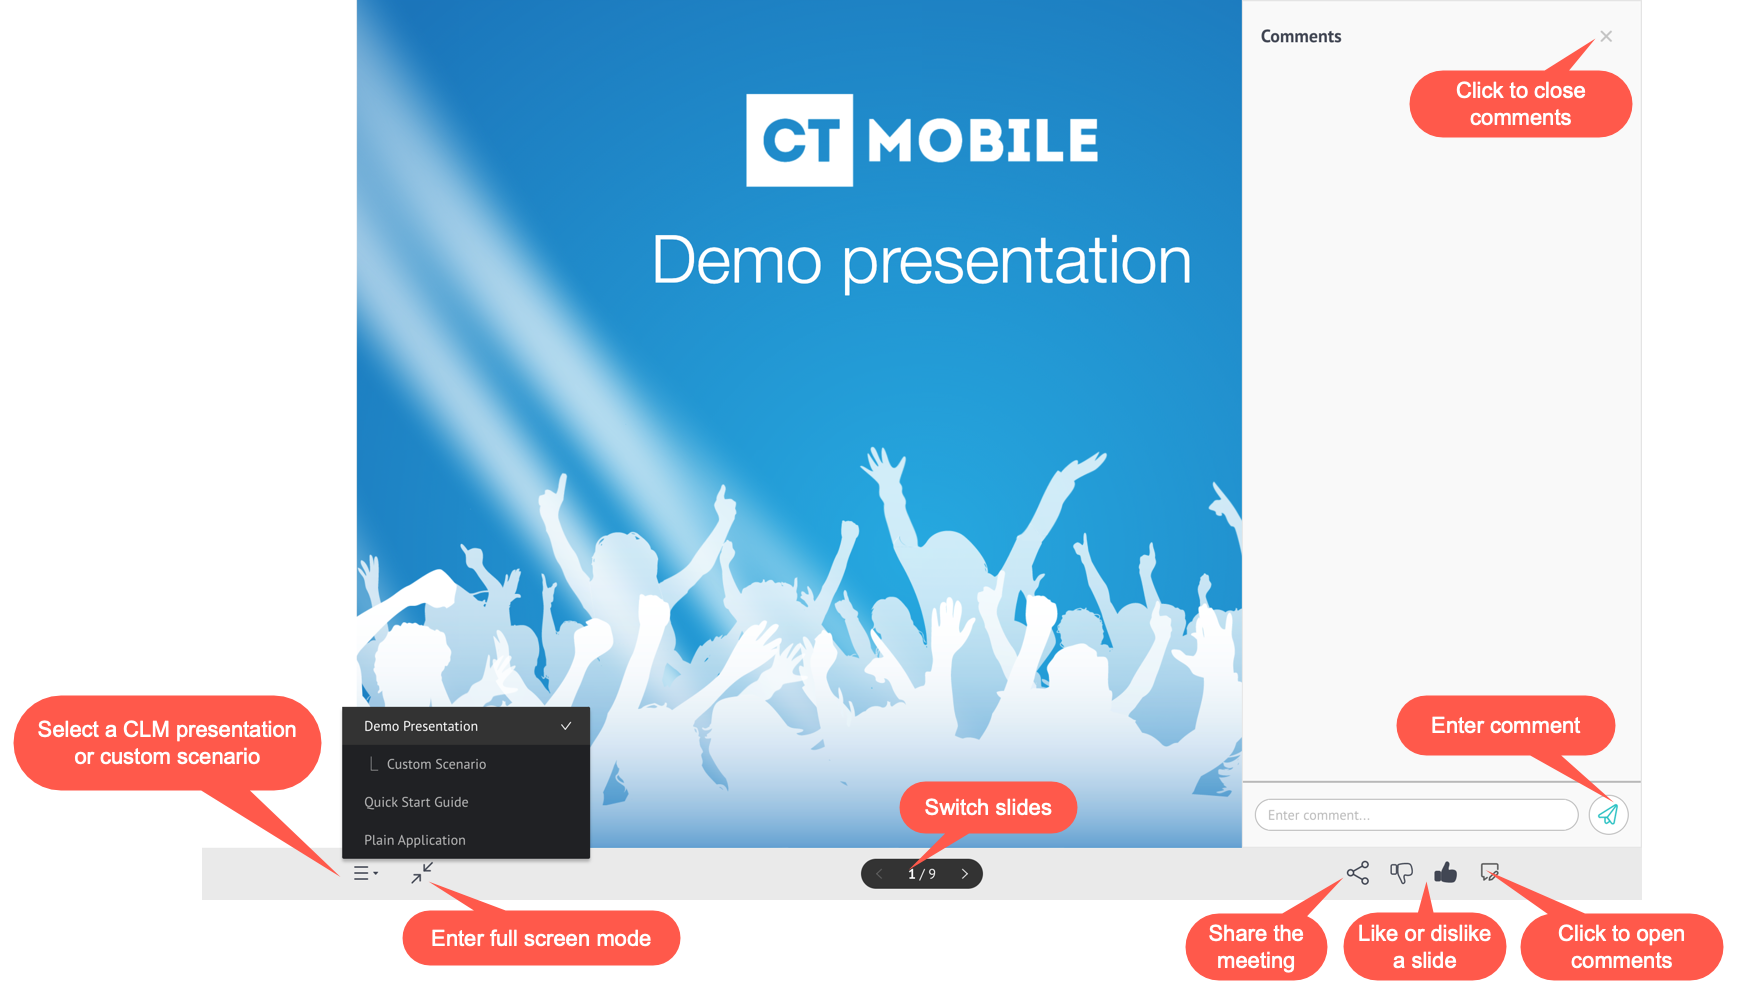 Comments
Click to close
comments
CT MOBILE
Demo presentation
Select a CLM presentation
or custom scenario
Demo Presentation
Custom Scenario
Quick Start Guide
Plain Application
Switch slides
Enter comment
Enter comment...
1 / 9
Enter full screen mode
Share the
meeting
Like or dislike
a slide
Click to open
comments